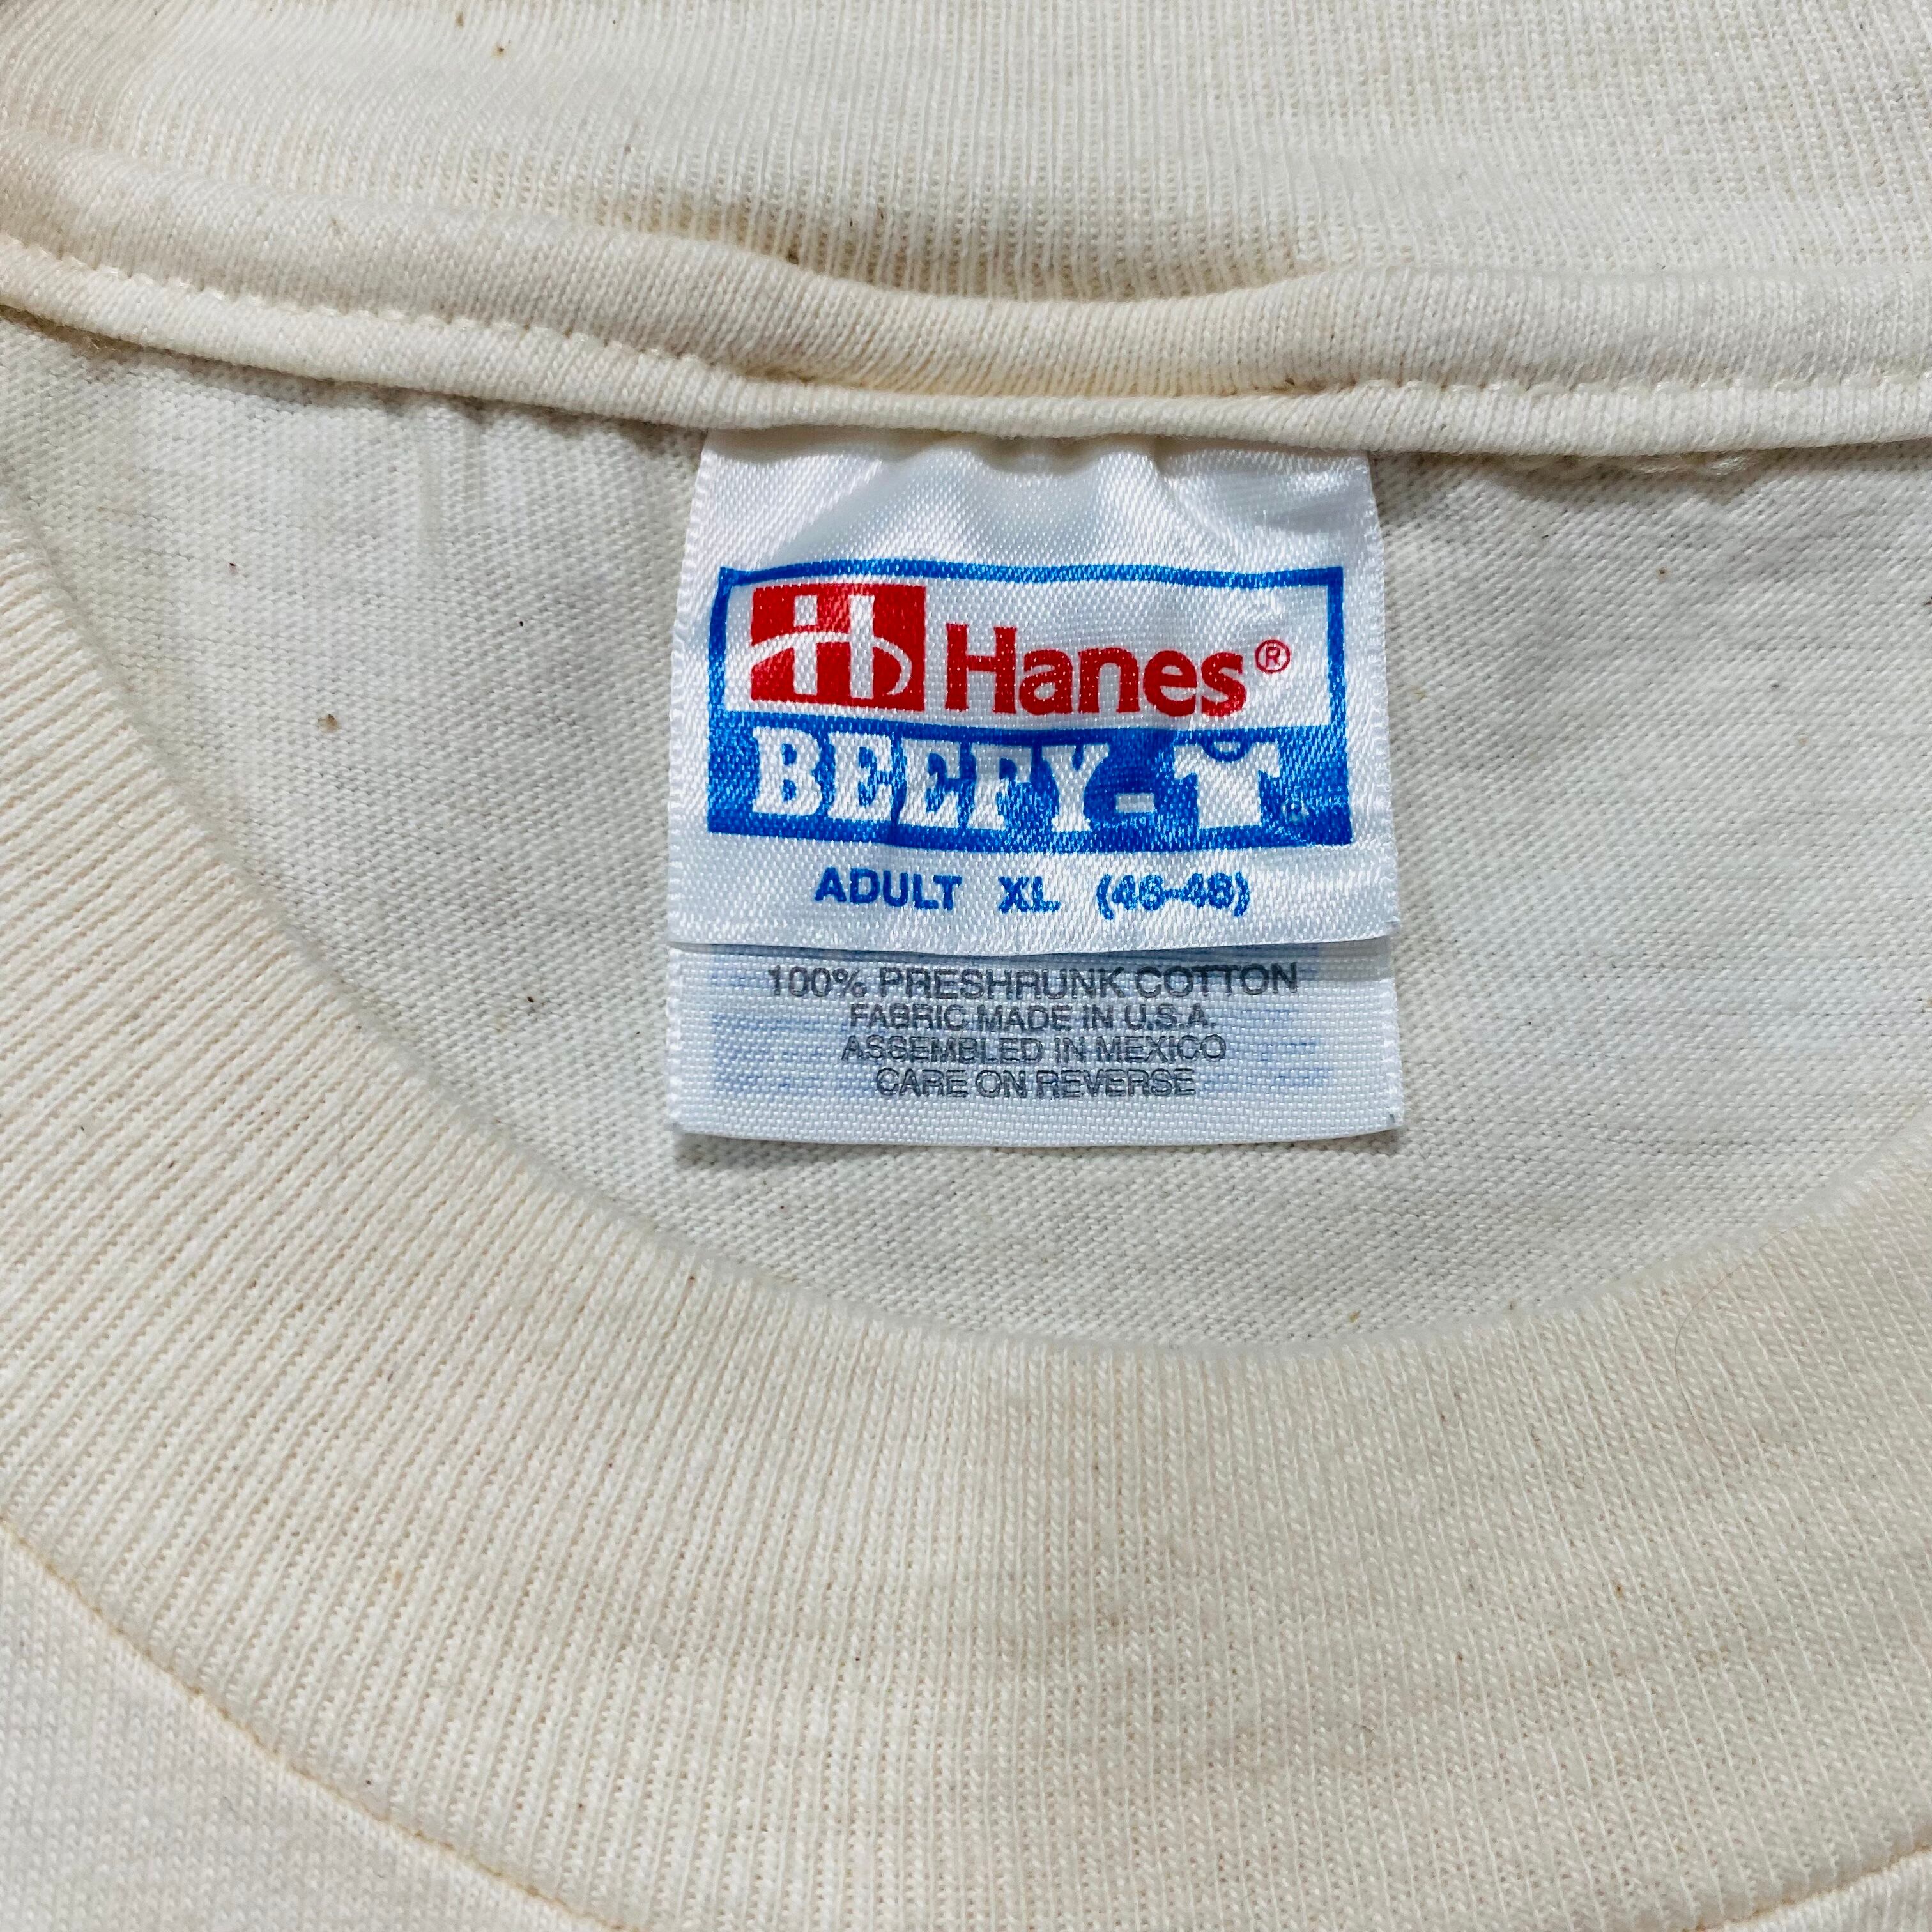 Hanes®
BEEFY-T®
ADULT XL (46-48)
100% PRESHRUNK COTTON
FABRIC MADE IN U.S.A.
ASSEMBLED IN MEXICO
CARE ON REVERSE